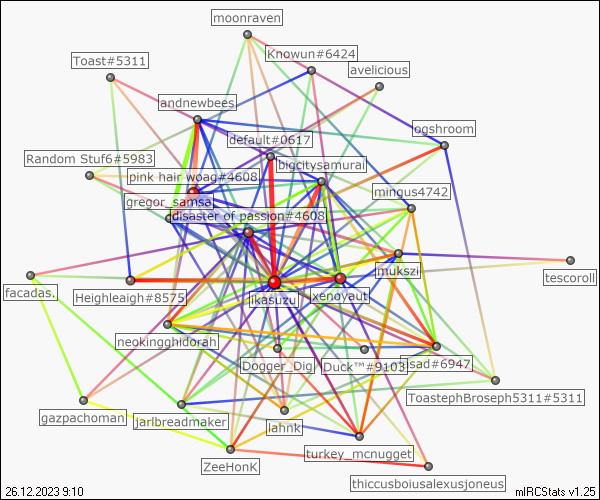 moonraven
Knowun#6424
Toast#5311
avelicious
andnewbees
ogshroom
default#0617
bigcitysamurai
Random Stuf6#5983
pink hair woag#4608
mingus4742
gregor_samsa
disaster of passion#4608
mukszi
tescoroll
facadas.
Heighleigh#8575
ikasuzu
xenoyaut
neokingghidorah
Dogger_Dig
Duck™#9103
sad#6947
ToastephBroseph5311#5311
gazpachoman
jarlbreadmaker
lahnk
turkey_mcnugget
ZeeHonK
thiccusboiusalexusjoneus
26.12.2023 9:10
mIRCStats v1.25